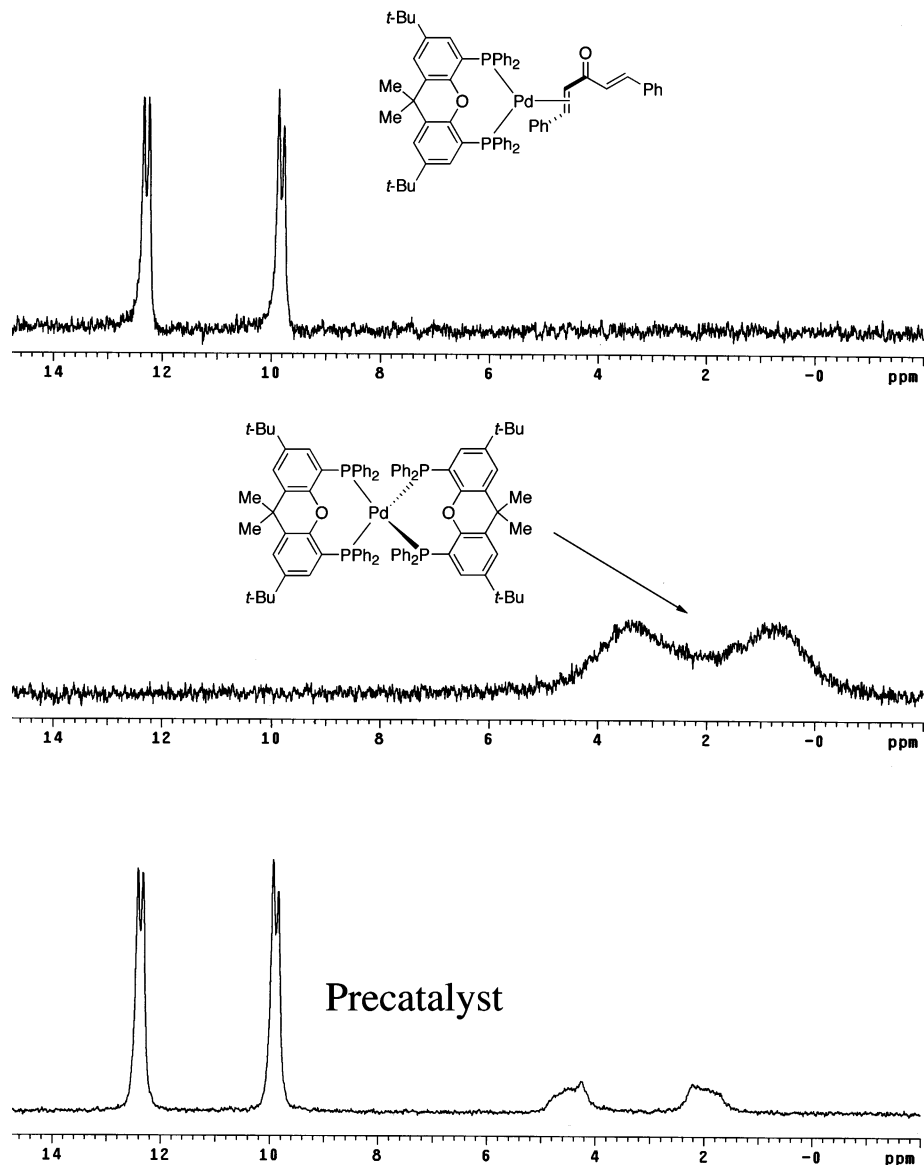 t-Bu
PPh2
O
Me
Me
O
Pd
Ph
Ph
PPh2
t-Bu
14 12 10 8 6 4 2 -0 ppm
t-Bu t-Bu
PPh2 Ph2P
Me Me
O Pd O
Me Me
PPh2 Ph2P
t-Bu t-Bu
14 12 10 8 6 4 2 -0 ppm
Precatalyst
14 12 10 8 6 4 2 -0 ppm